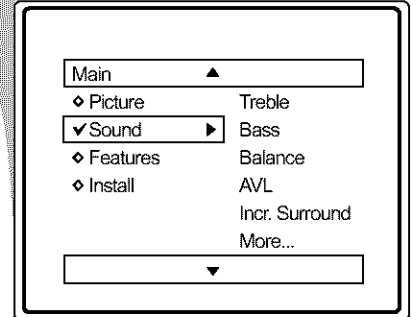 Main
Picture
Treble
Sound
Bass
Features
Balance
Install
AVL
Incr. Surround
More...